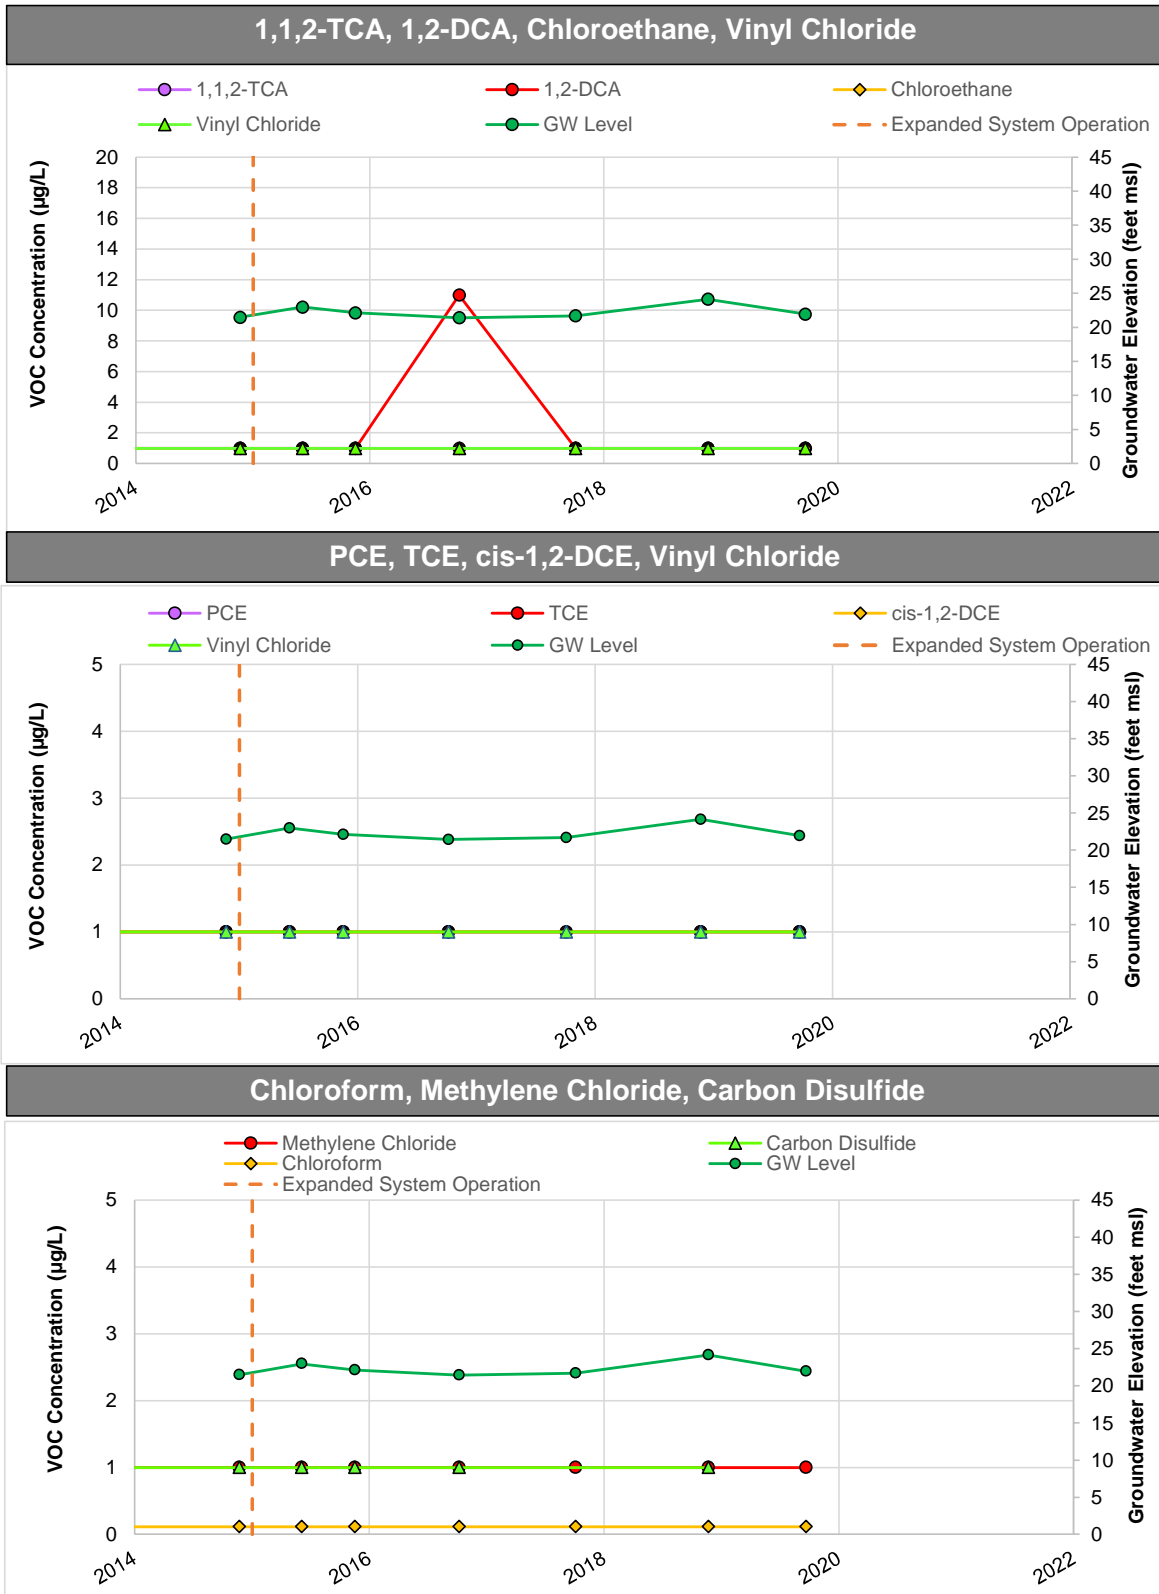 1,1,2-TCA, 1,2-DCA, Chloroethane, Vinyl Chloride
1,1,2-TCA 1,2-DCA Chloroethane
Vinyl Chloride GW Level Expanded System Operation
VOC Concentration (µg/L)
20
18
16
14
12
10
8
6
4
2
0
45
40
35
30
25
20
15
10
5
0
Groundwater Elevation (feet msl)
2014 2016 2018 2020 2022
PCE, TCE, cis-1,2-DCE, Vinyl Chloride
PCE TCE cis-1,2-DCE
Vinyl Chloride GW Level Expanded System Operation
VOC Concentration (µg/L)
5
4
3
2
1
0
45
40
35
30
25
20
15
10
5
0
Groundwater Elevation (feet msl)
2014 2016 2018 2020 2022
Chloroform, Methylene Chloride, Carbon Disulfide
Methylene Chloride Carbon Disulfide
Chloroform GW Level
Expanded System Operation
VOC Concentration (µg/L)
5
4
3
2
1
0
45
40
35
30
25
20
15
10
5
0
Groundwater Elevation (feet msl)
2014 2016 2018 2020 2022